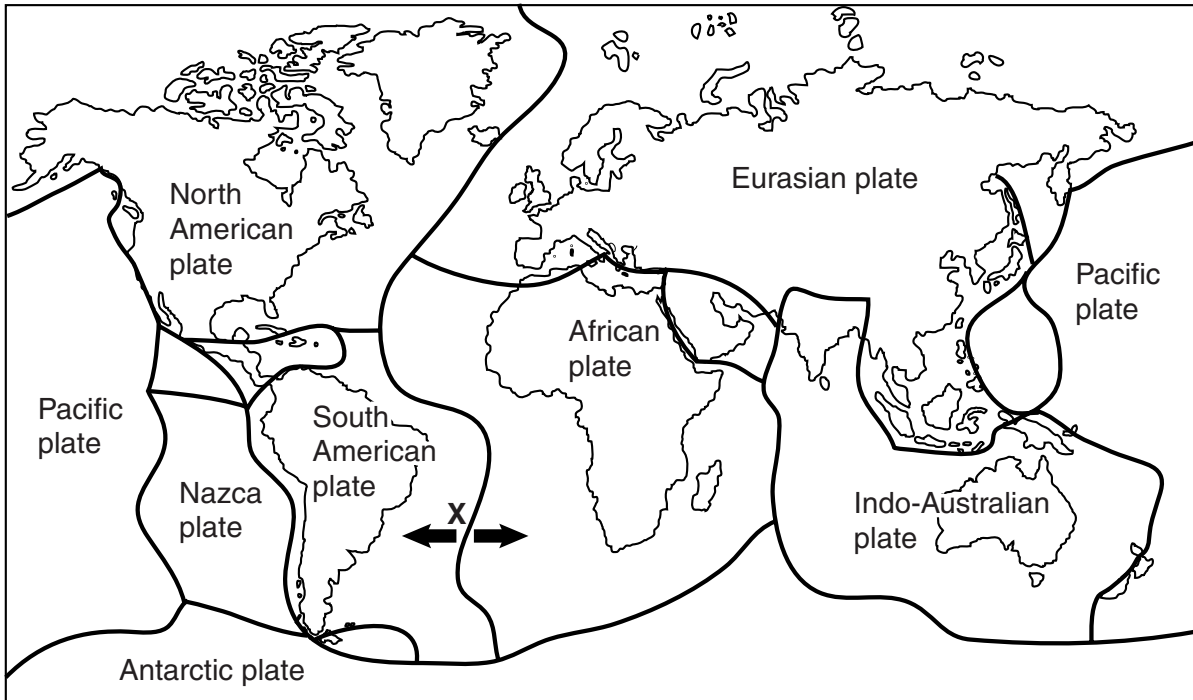 North
American
plate
Eurasian plate
Pacific
plate
African
plate
Pacific
plate
South
American
plate
Nazca
plate
X
Indo-Australian
plate
Antarctic plate